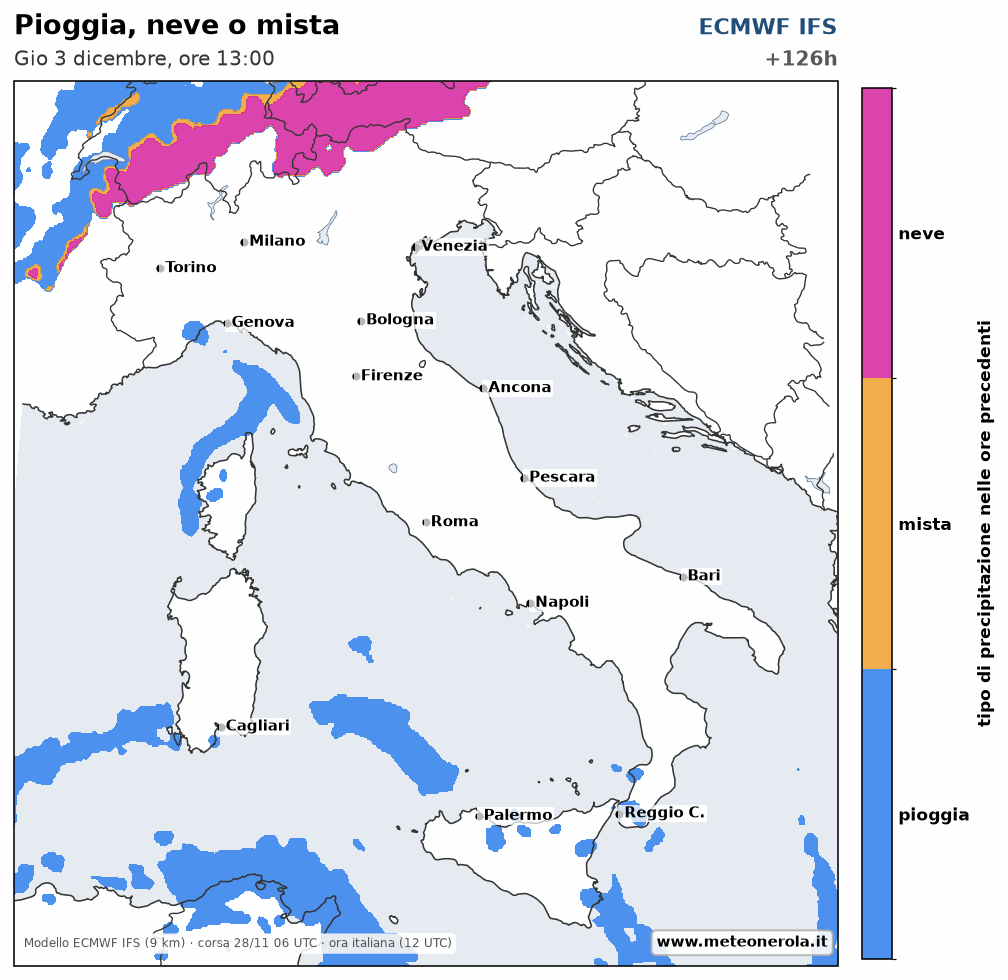 Pioggia, neve o mista
ECMWF IFS
Gio 3 dicembre, ore 13:00
+126h
neve
mista
pioggia
tipo di precipitazione nelle ore precedenti
Milano
Venezia
Torino
Genova
Bologna
Firenze
Ancona
Pescara
Roma
Bari
Napoli
Cagliari
Palermo
Reggio C.
Modello ECMWF IFS (9 km) · corsa 28/11 06 UTC · ora italiana (12 UTC)
www.meteonerola.it